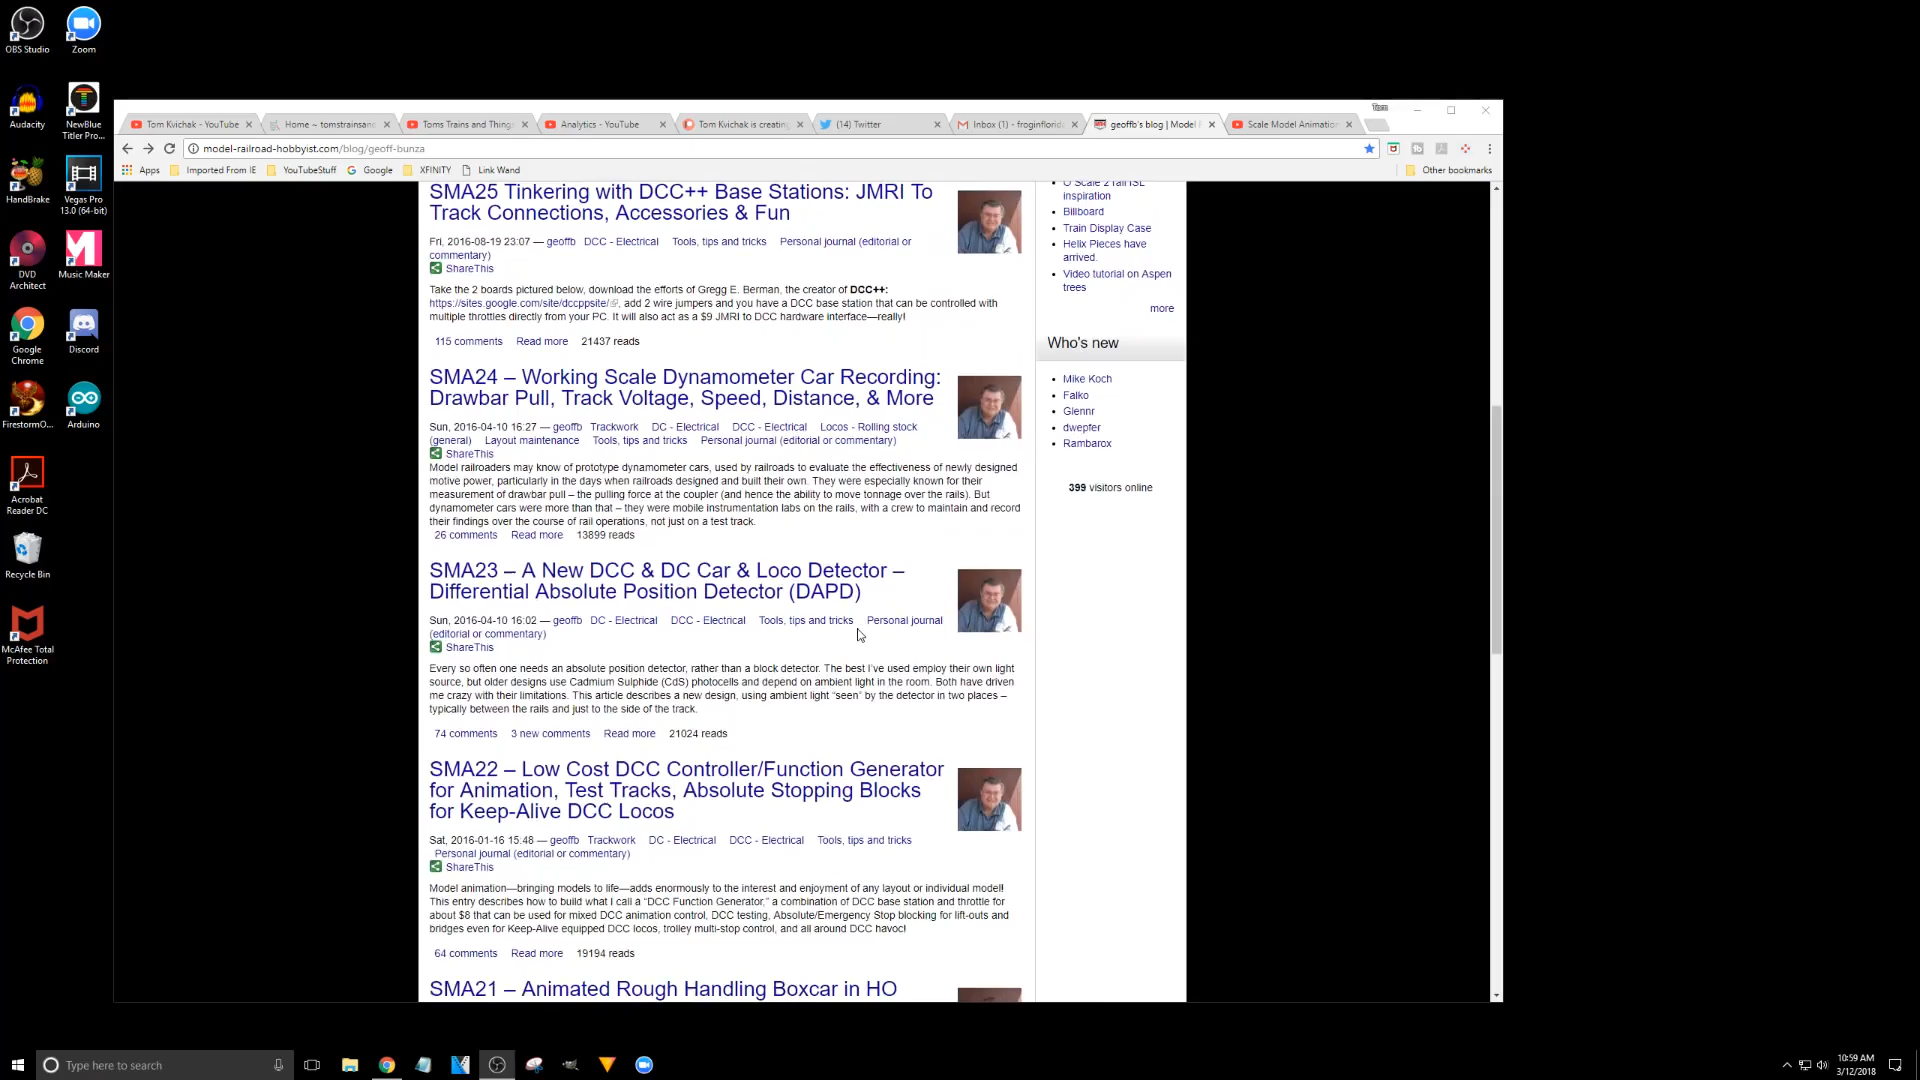 OBS Studio
Zoom
Audacity
NewBlue
Titler Pro...
HandBrake
Vegas Pro
13.0 (64-bit)
DVD
Architect
Music Maker
Google
Chrome
Discord
FirestormO...
Arduino
Acrobat
Reader DC
Recycle Bin
McAfee Total
Protection
Tom
Tom Kvichak - YouTube
Home ~ tomstrainsand
Toms Trains and Things
Analytics - YouTube
Tom Kvichak is creating
(14) Twitter
Inbox (1) - froginflorid
geoffb's blog | Model
Scale Model Animation
model-railroad-hobbyist.com/blog/geoff-bunza
Apps
Imported From IE
YouTubeStuff
Google
XFINITY
Link Wand
Other bookmarks
SMA25 Tinkering with DCC++ Base Stations: JMRI To
Track Connections, Accessories & Fun
Fri, 2016-08-19 23:07 — geoffb DCC - Electrical Tools, tips and tricks Personal journal (editorial or
commentary)
ShareThis
Take the 2 boards pictured below, download the efforts of Gregg E. Berman, the creator of DCC++:
https://sites.google.com/site/dccppsite/ , add 2 wire jumpers and you have a DCC base station that can be controlled with
multiple throttles directly from your PC. It will also act as a $9 JMRI to DCC hardware interface—really!
115 comments Read more 21437 reads
SMA24 – Working Scale Dynamometer Car Recording:
Drawbar Pull, Track Voltage, Speed, Distance, & More
Sun, 2016-04-10 16:27 — geoffb Trackwork DC - Electrical DCC - Electrical Locos - Rolling stock
(general) Layout maintenance Tools, tips and tricks Personal journal (editorial or commentary)
ShareThis
Model railroaders may know of prototype dynamometer cars, used by railroads to evaluate the effectiveness of newly designed
motive power, particularly in the days when railroads designed and built their own. They were especially known for their
measurement of drawbar pull – the pulling force at the coupler (and hence the ability to move tonnage over the rails). But
dynamometer cars were more than that – they were mobile instrumentation labs on the rails, with a crew to maintain and record
their findings over the course of rail operations, not just on a test track.
26 comments Read more 13899 reads
SMA23 – A New DCC & DC Car & Loco Detector –
Differential Absolute Position Detector (DAPD)
Sun, 2016-04-10 16:02 — geoffb DC - Electrical DCC - Electrical Tools, tips and tricks Personal journal
(editorial or commentary)
ShareThis
Every so often one needs an absolute position detector, rather than a block detector. The best I've used employ their own light
source, but older designs use Cadmium Sulphide (CdS) photocells and depend on ambient light in the room. Both have driven
me crazy with their limitations. This article describes a new design, using ambient light “seen” by the detector in two places –
typically between the rails and just to the side of the track.
74 comments 3 new comments Read more 21024 reads
SMA22 – Low Cost DCC Controller/Function Generator
for Animation, Test Tracks, Absolute Stopping Blocks
for Keep-Alive DCC Locos
Sat, 2016-01-16 15:48 — geoffb Trackwork DC - Electrical DCC - Electrical Tools, tips and tricks
Personal journal (editorial or commentary)
ShareThis
Model animation—bringing models to life—adds enormously to the interest and enjoyment of any layout or individual model!
This entry describes how to build what I call a “DCC Function Generator,” a combination of DCC base station and throttle for
about $8 that can be used for mixed DCC animation control, DCC testing, Absolute/Emergency Stop blocking for lift-outs and
bridges even for Keep-Alive equipped DCC locos, trolley multi-stop control, and all around DCC havoc!
64 comments Read more 19194 reads
SMA21 – Animated Rough Handling Boxcar in HO
O Scale 2 rail ISL
inspiration
Billboard
Train Display Case
Helix Pieces have
arrived.
Video tutorial on Aspen
trees
more
Who's new
Mike Koch
Falko
Glennr
dwepfer
Rambarox
399 visitors online
Type here to search
10:59 AM
3/12/2018